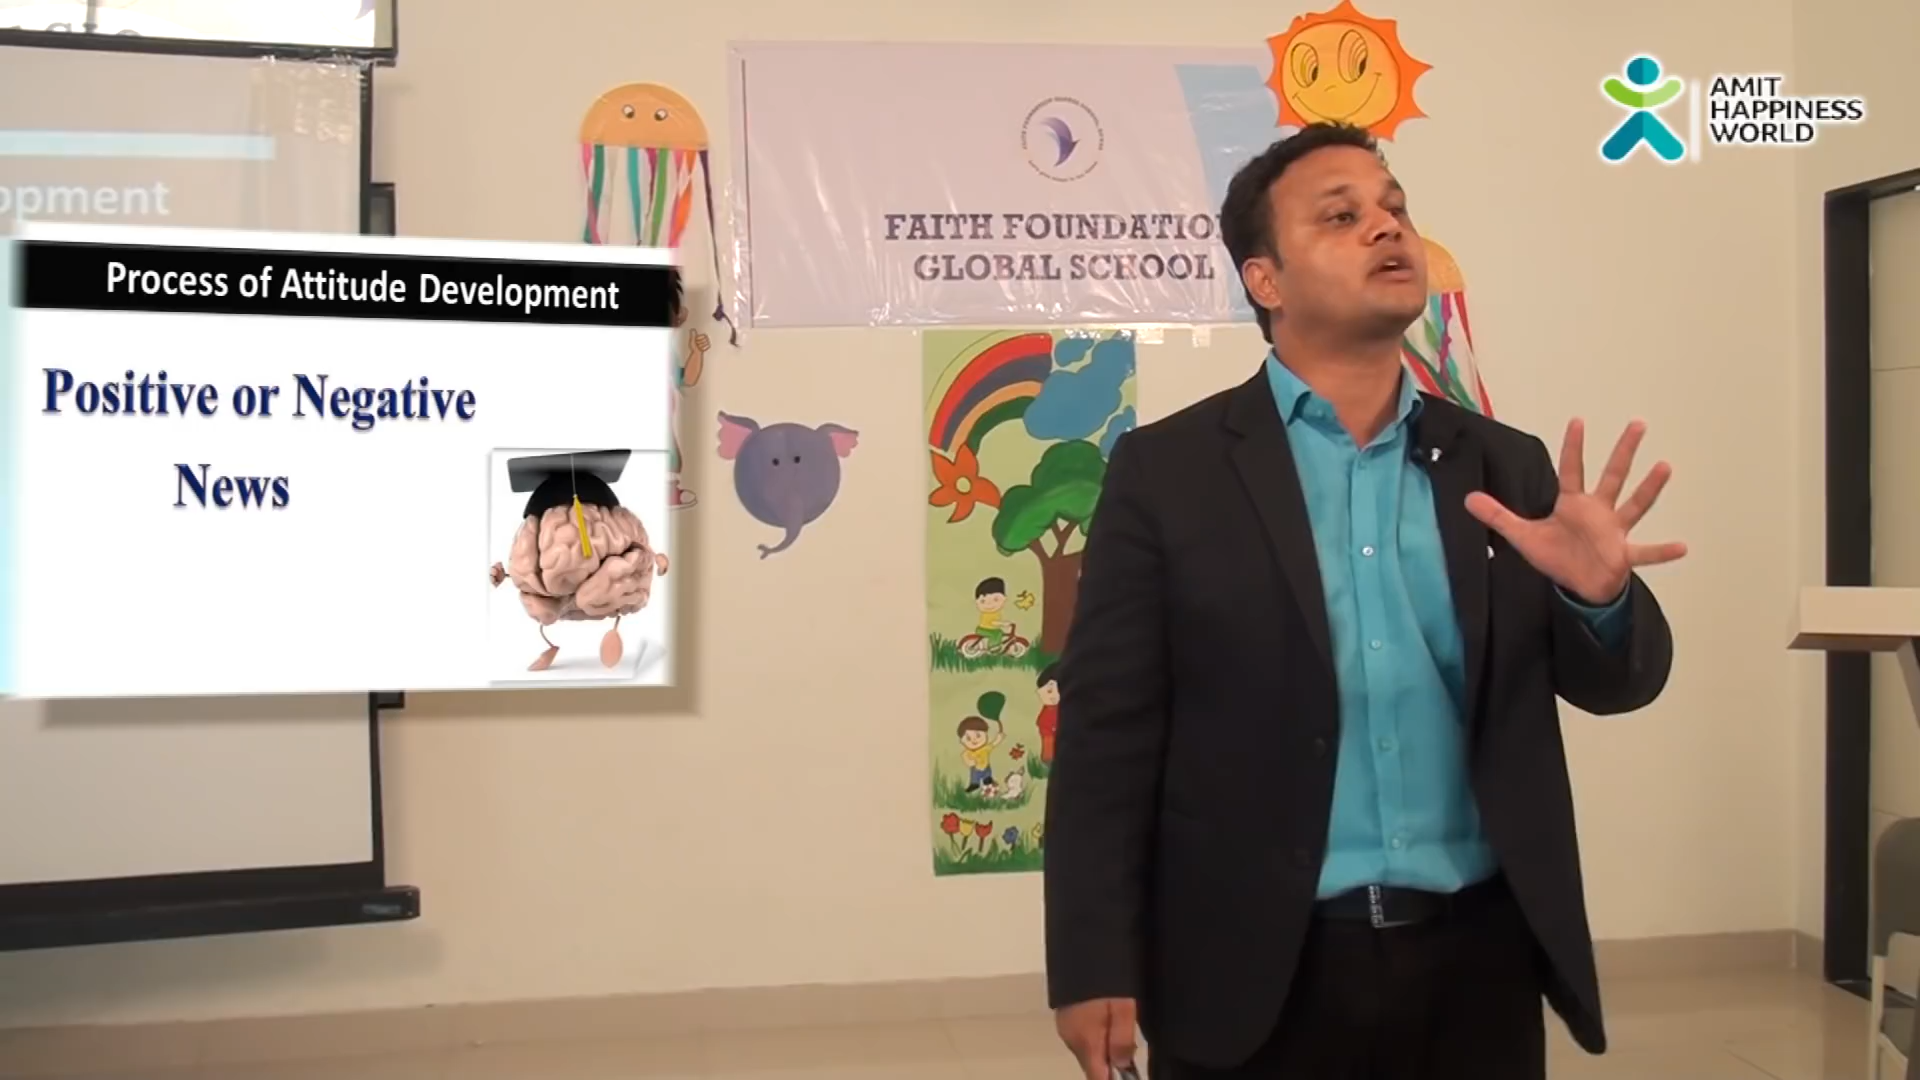 opment
Process of Attitude Development
Positive or Negative
News
FAITH FOUNDATIO
GLOBAL SCHOOL
AMIT
HAPPINESS
WORLD